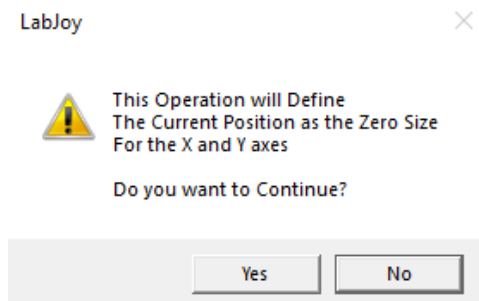 LabJoy
This Operation will Define
The Current Position as the Zero Size
For the X and Y axes
Do you want to Continue?
Yes
No